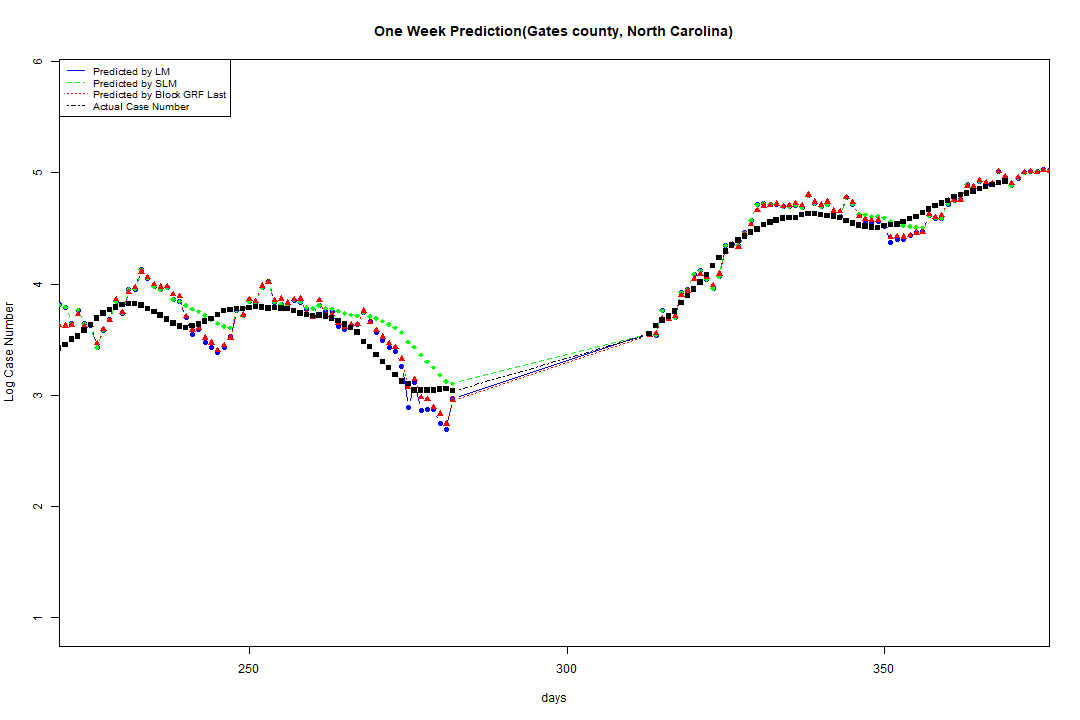 One Week Prediction(Gates county, North Carolina)
Predicted by LM
Predicted by SLM
Predicted by Block GRF Last
Actual Case Number
6
5
4
3
2
1
Log Case Number
250
300
350
days